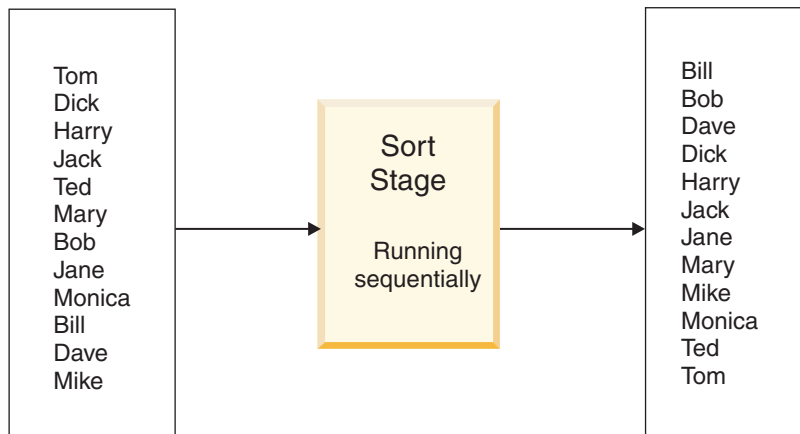 Tom
Dick
Harry
Jack
Ted
Mary
Bob
Jane
Monica
Bill
Dave
Mike
Sort
Stage
Running
sequentially
Bill
Bob
Dave
Dick
Harry
Jack
Jane
Mary
Mike
Monica
Ted
Tom